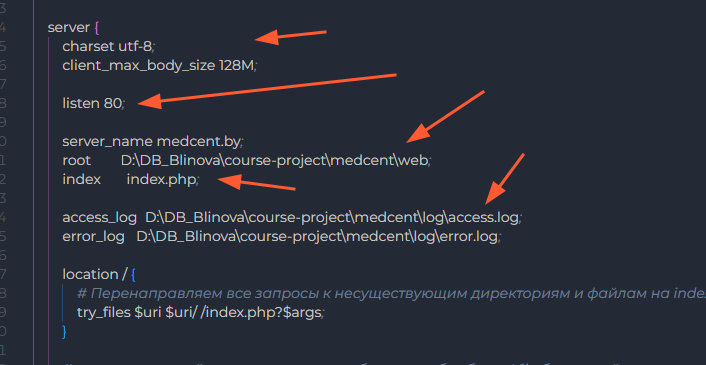 server {
charset utf-8;
client_max_body_size 128M;
listen 80;
server_name medcent.by;
root D:\DB_Blinova\course-project\medcent\web;
index index.php;
access_log D:\DB_Blinova\course-project\medcent\log\access.log;
error_log D:\DB_Blinova\course-project\medcent\log\error.log;
location / {
# Перенаправляем все запросы к несуществующим директориям и файлам на index
try_files $uri $uri/ /index.php?$args;
}